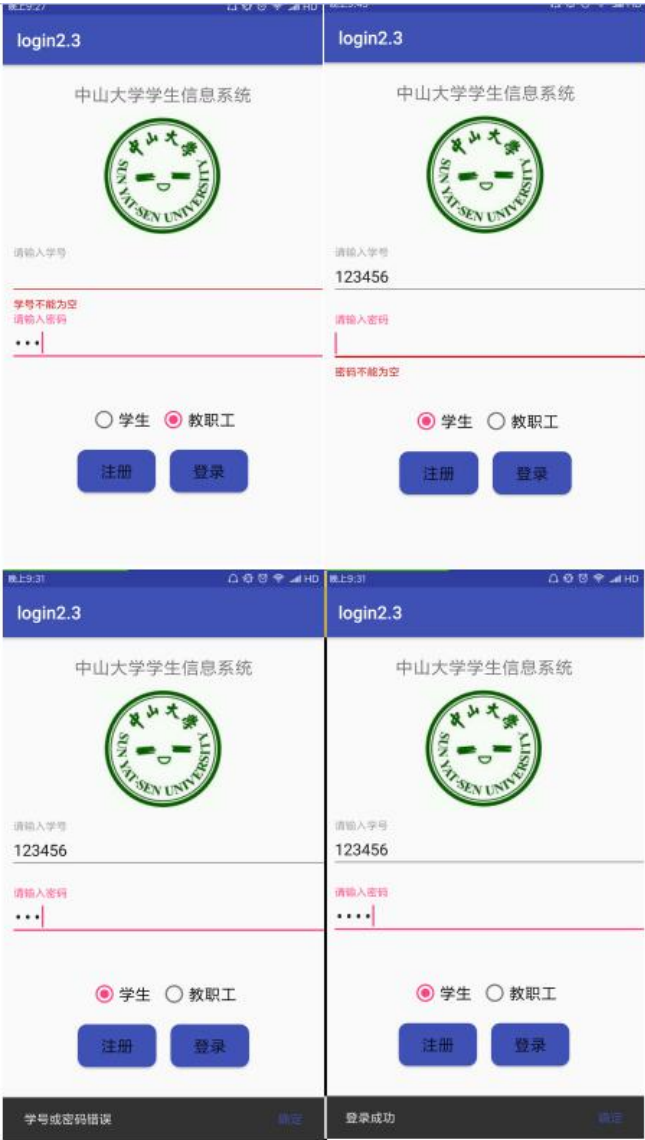 晚上9:27
HD
login2.3
中山大学学生信息系统
中山大学
SUN YAT-SEN UNIVERSITY
请输入学号
学号不能为空
请输入密码
•••
学生 教职工
注册 登录
HD
login2.3
中山大学学生信息系统
中山大学
SUN YAT-SEN UNIVERSITY
请输入学号
123456
请输入密码
密码不能为空
学生 教职工
注册 登录
晚上9:31
HD
login2.3
中山大学学生信息系统
中山大学
SUN YAT-SEN UNIVERSITY
请输入学号
123456
请输入密码
•••
学生 教职工
注册 登录
学号或密码错误 确定
晚上9:31
HD
login2.3
中山大学学生信息系统
中山大学
SUN YAT-SEN UNIVERSITY
请输入学号
123456
请输入密码
••••
学生 教职工
注册 登录
登录成功 确定